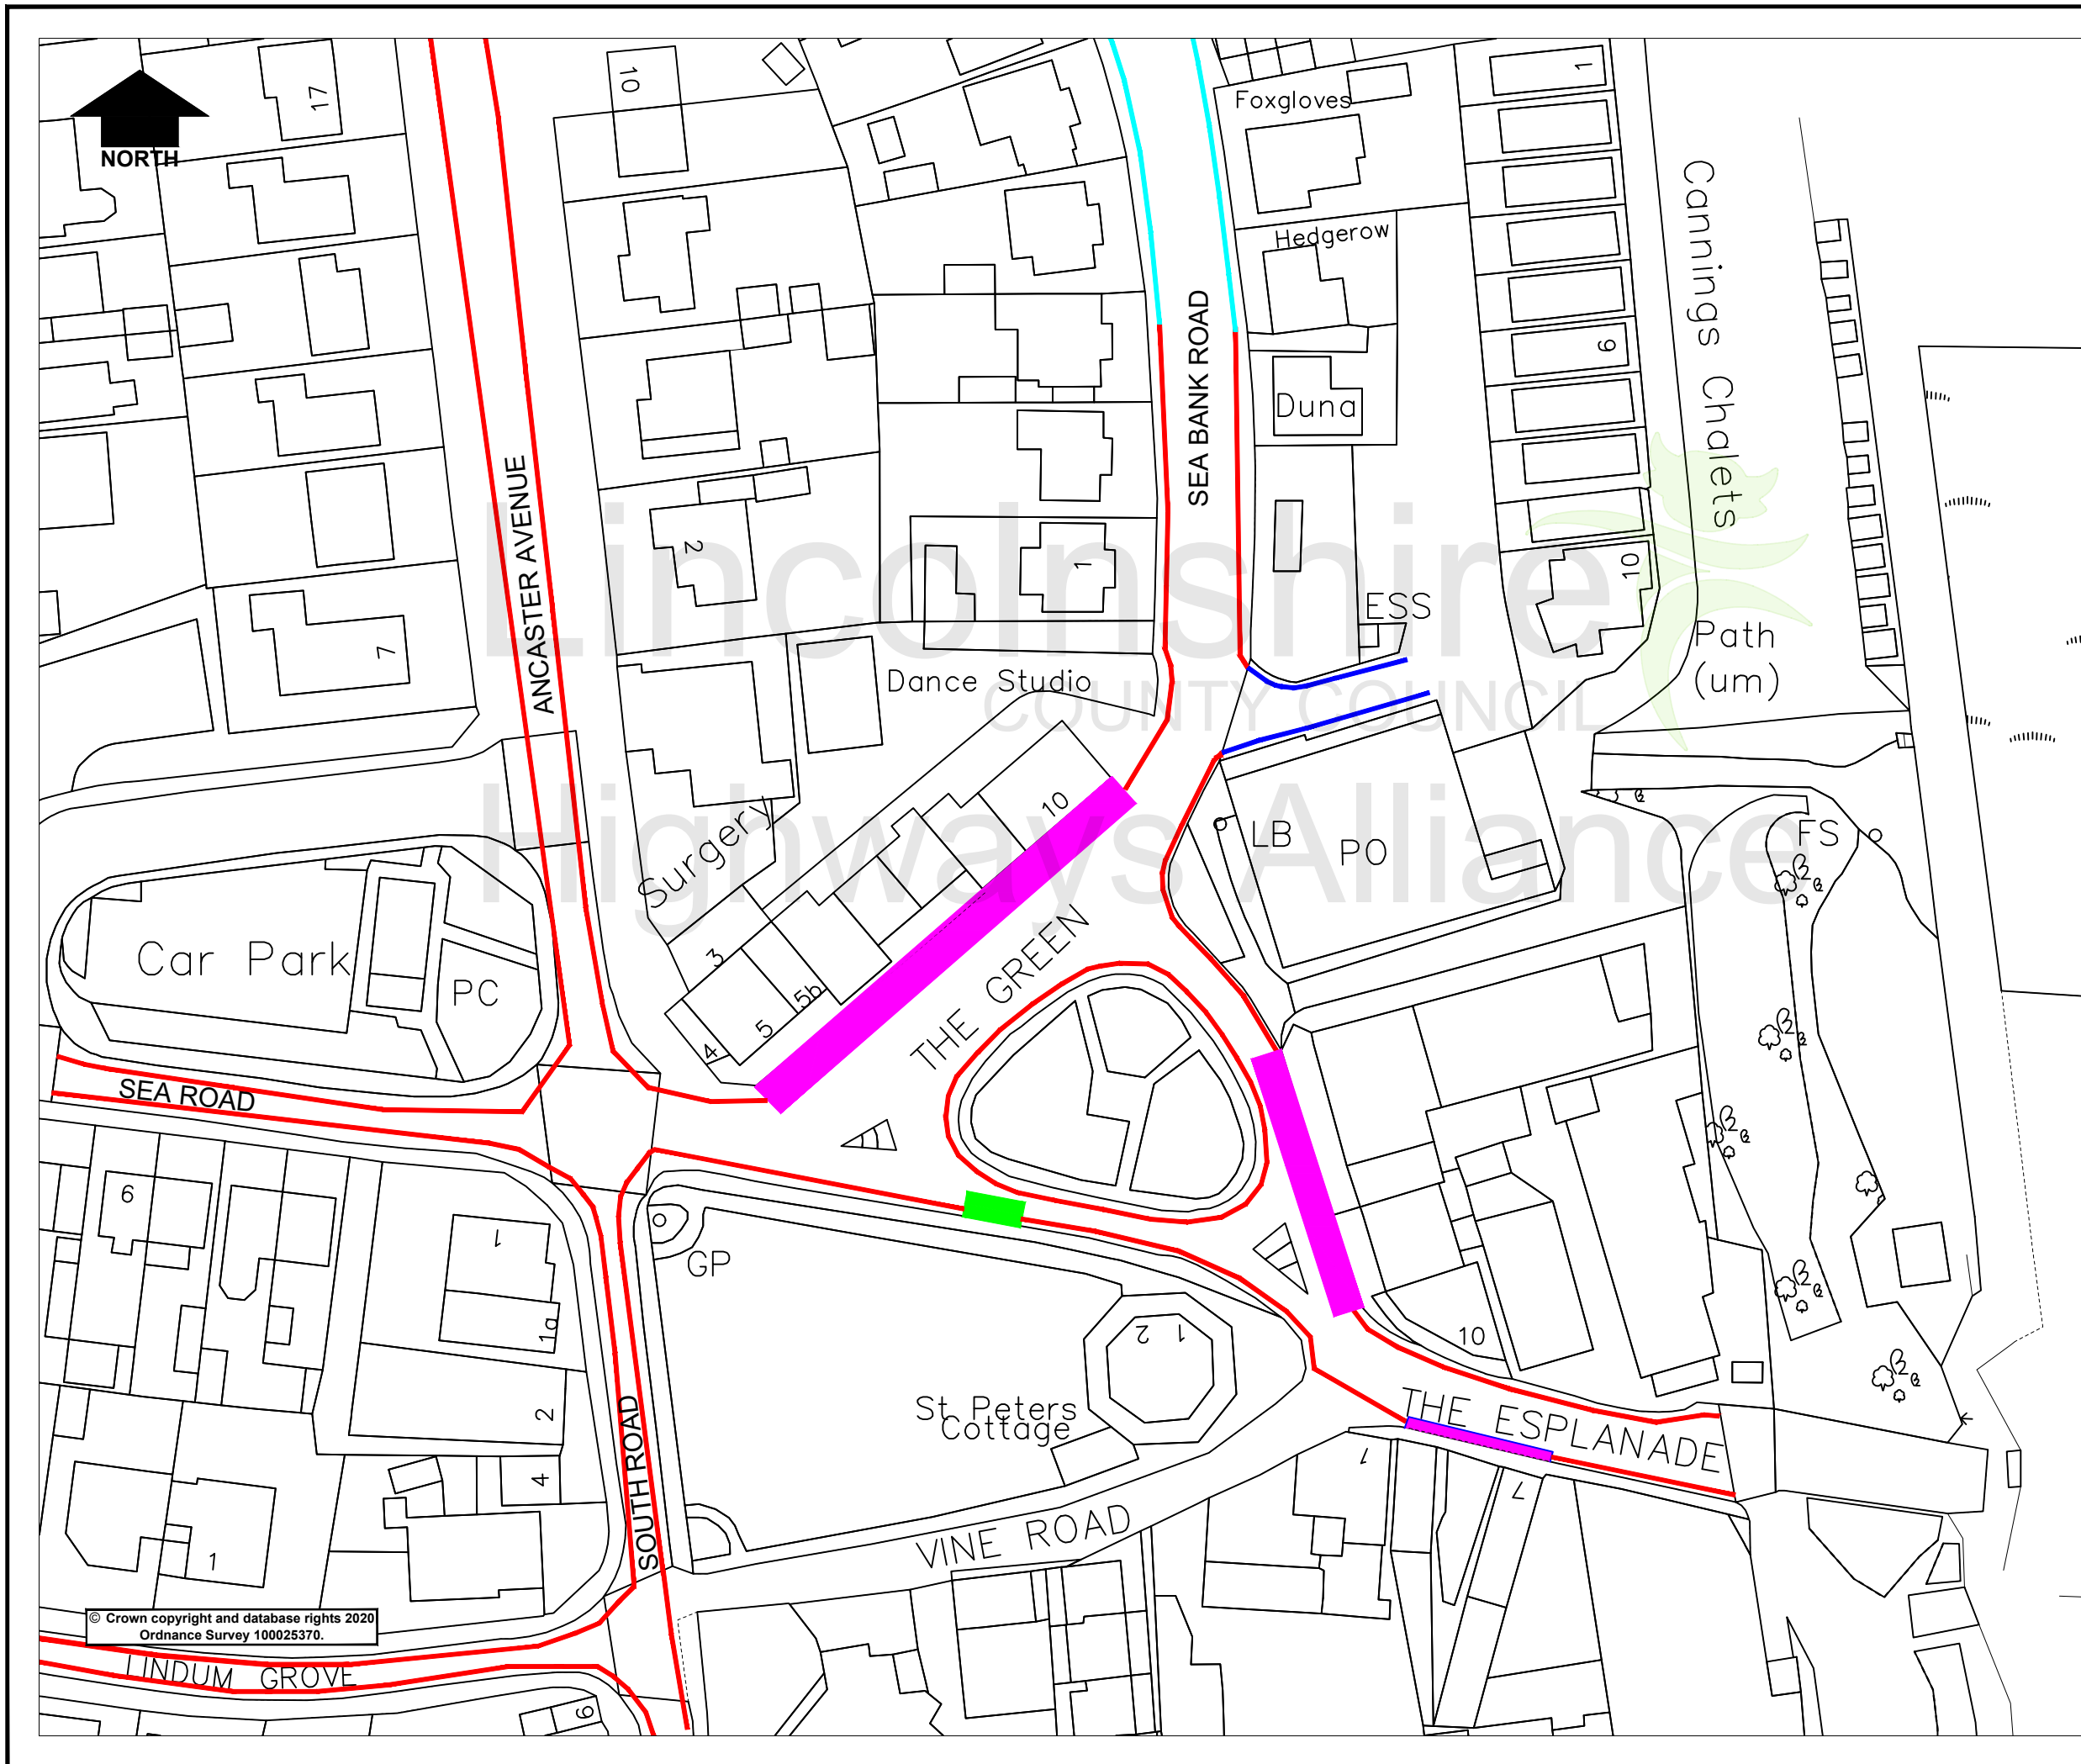 NORTH
17
10
1
Foxgloves
Hedgerow
Cannings Chalets
SEA BANK ROAD
9
Duna
ANCASTER AVENUE
2
1
7
ESS
10
Path
(um)
Lincolnshire
COUNTY COUNCIL
Highways Alliance
Dance Studio
Surgery
10
LB
PO
FS
Car Park
PC
3
5b
5
4
THE GREEN
SEA ROAD
6
1
1a
2
GP
2
1
10
St Peters
Cottage
THE ESPLANADE
SOUTH ROAD
4
1
7
VINE ROAD
1
© Crown copyright and database rights 2020
Ordnance Survey 100025370.
LINDUM GROVE
9